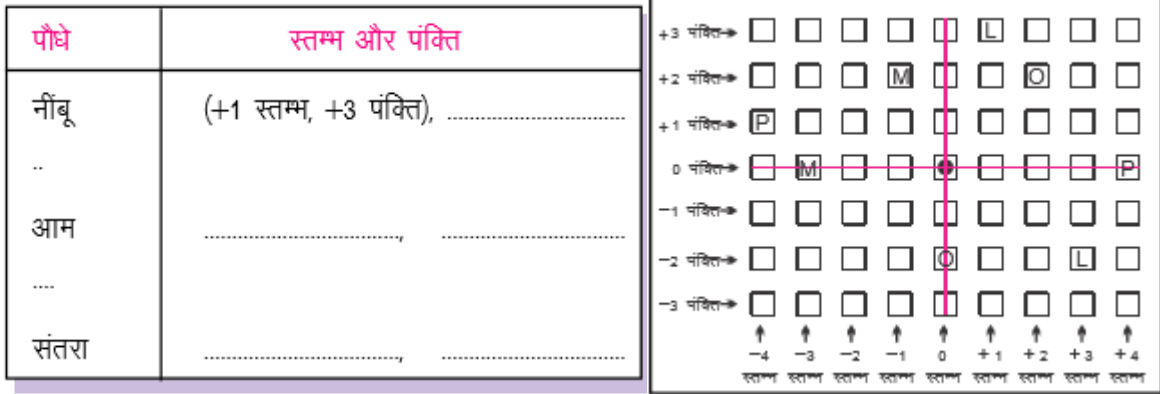 पौधे स्तम्भ और पंक्ति
नींबू (+1 स्तम्भ, +3 पंक्ति), ..............................
..
आम .................................., ..............................
....
संतरा .................................., ..............................
+3 पंक्ति L
+2 पंक्ति M O
+1 पंक्ति P
0 पंक्ति M P
−1 पंक्ति
−2 पंक्ति O L
−3 पंक्ति
−4 −3 −2 −1 0 +1 +2 +3 +4
स्तम्भ स्तम्भ स्तम्भ स्तम्भ स्तम्भ स्तम्भ स्तम्भ स्तम्भ स्तम्भ